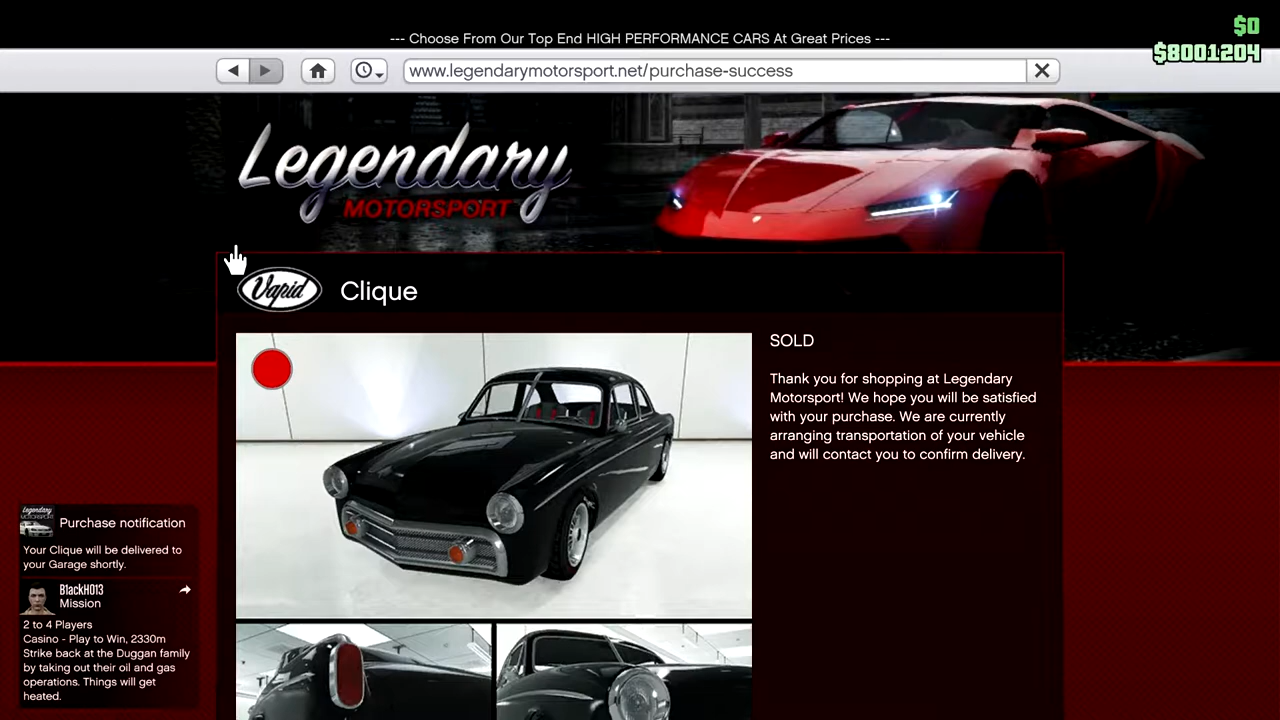 --- Choose From Our Top End HIGH PERFORMANCE CARS At Great Prices ---
$0
$8001204
www.legendarymotorsport.net/purchase-success
Legendary
MOTORSPORT
Vapid
Clique
SOLD
Thank you for shopping at Legendary
Motorsport! We hope you will be satisfied
with your purchase. We are currently
arranging transportation of your vehicle
and will contact you to confirm delivery.
Legendary
MOTORSPORT
Purchase notification
Your Clique will be delivered to
your Garage shortly.
B1ackH013
Mission
2 to 4 Players
Casino - Play to Win, 2330m
Strike back at the Duggan family
by taking out their oil and gas
operations. Things will get
heated.